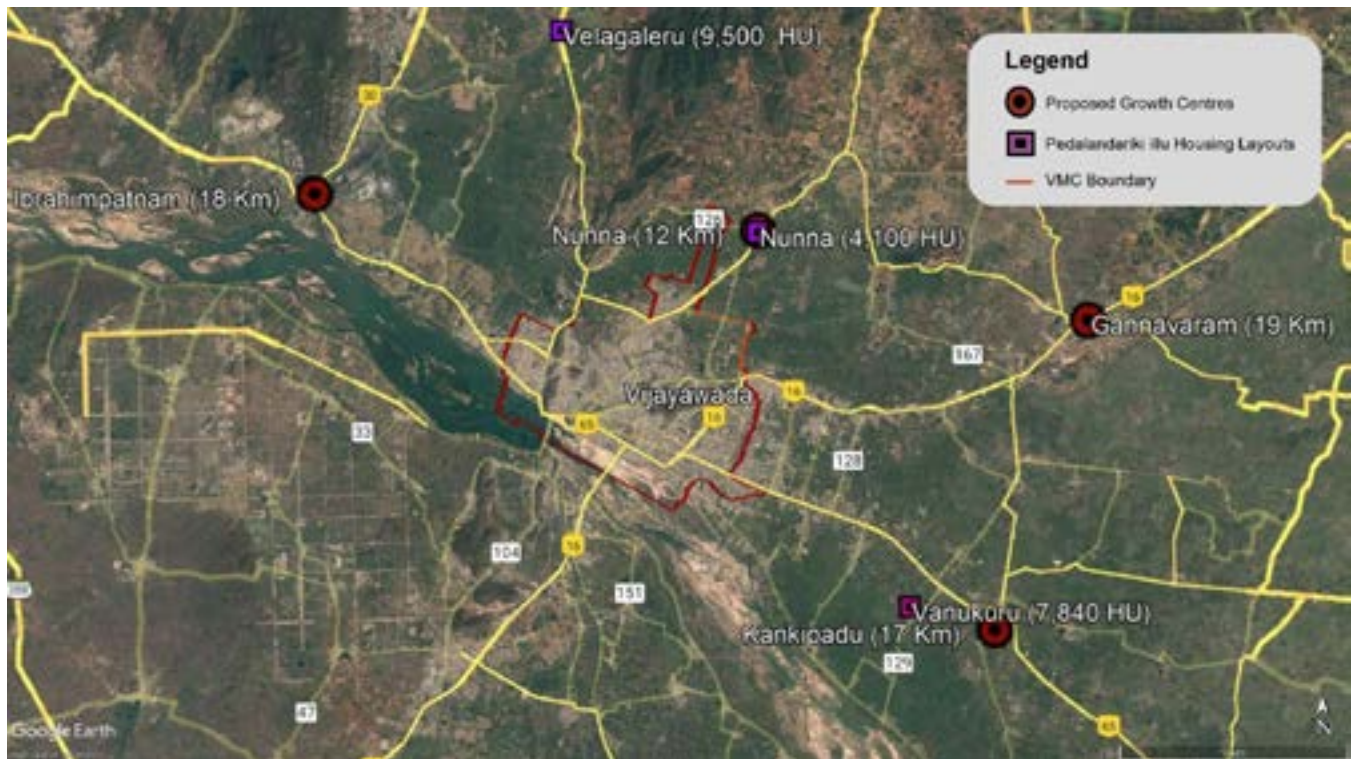 Velagaleru (9,500 HU)
Legend
Proposed Growth Centres
Pedalandariki illu Housing Layouts
VMC Boundary
30
Ibrahimpatnam (18 Km)
Nunna (12 Km)
Nunna (4,100 HU)
16
Gannavaram (19 Km)
167
Vijayawada
16
16
65
33
128
16
104
151
Vanukuru (7,840 HU)
Kankipadu (17 Km)
129
47
65
Google Earth
N